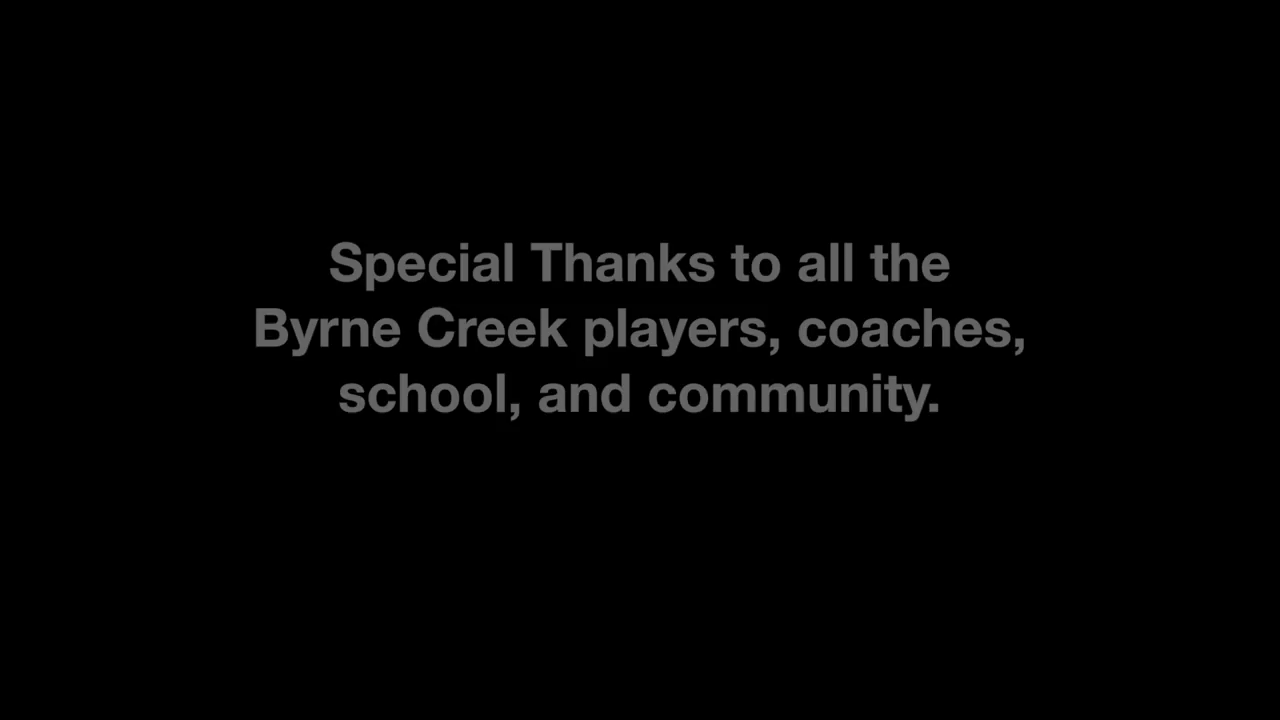 Special Thanks to all the
Byrne Creek players, coaches,
school, and community.